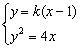 y = k(x−1)
y² = 4x